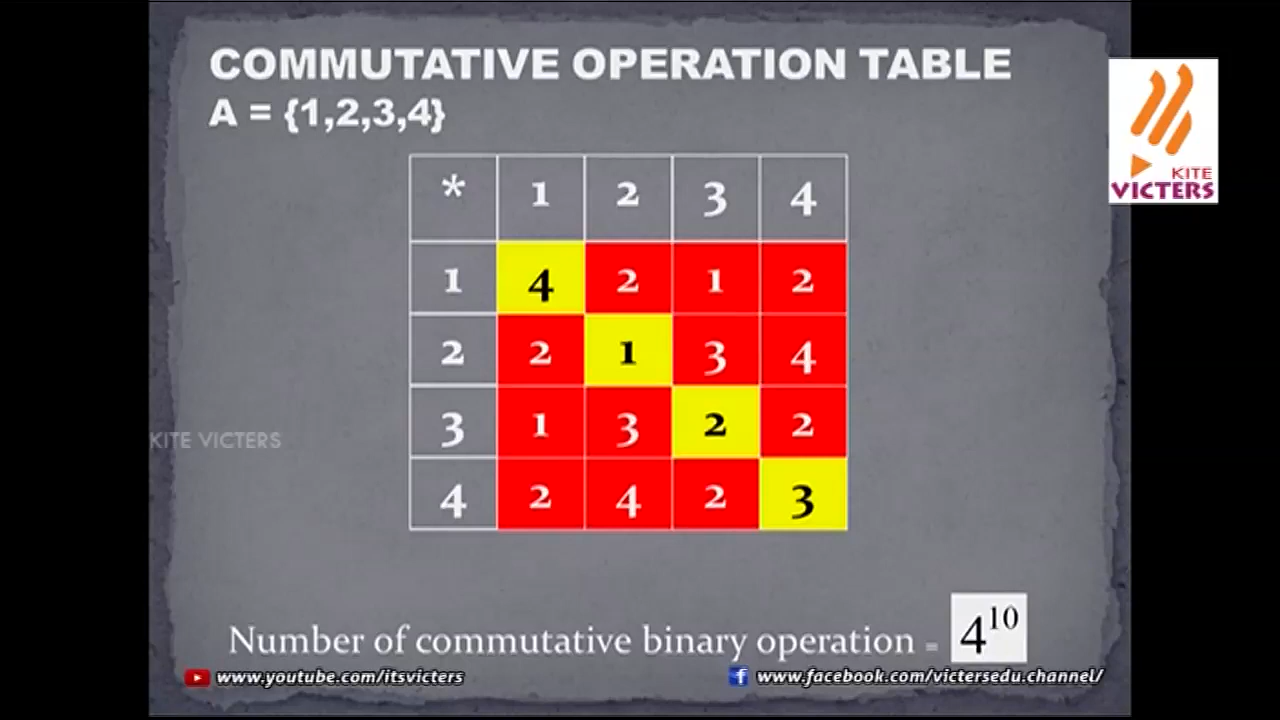 COMMUTATIVE OPERATION TABLE
A = {1,2,3,4}
KITE
VICTERS
* 1 2 3 4
1 4 2 1 2
2 2 1 3 4
3 1 3 2 2
4 2 4 2 3
KITE VICTERS
Number of commutative binary operation = 4¹⁰
www.youtube.com/itsvicters
www.facebook.com/victersedu.channel/